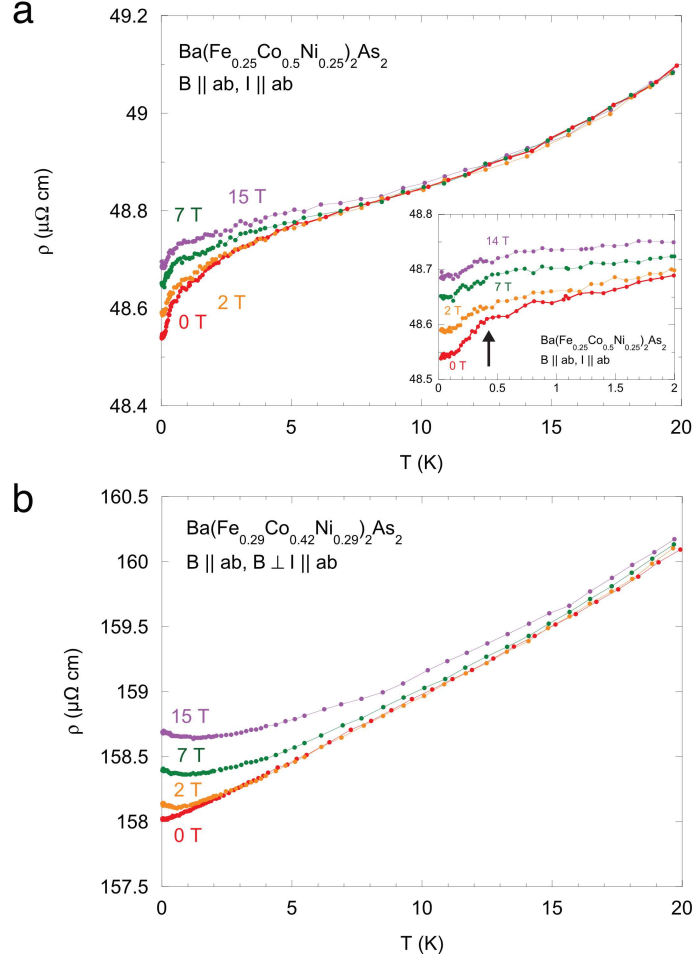 a
49.2
49
48.8
48.6
48.4
ρ (μΩ cm)
Ba(Fe0.25Co0.5Ni0.25)2As2
B || ab, I || ab
15 T
7 T
2 T
0 T
0 5 10 15 20
T (K)
48.8
48.7
48.6
48.5
14 T
7 T
2 T
0 T
Ba(Fe0.25Co0.5Ni0.25)2As2
B || ab, I || ab
0 0.5 1 1.5 2
b
160.5
160
159.5
159
158.5
158
157.5
ρ (μΩ cm)
Ba(Fe0.29Co0.42Ni0.29)2As2
B || ab, B ⊥ I || ab
15 T
7 T
2 T
0 T
0 5 10 15 20
T (K)